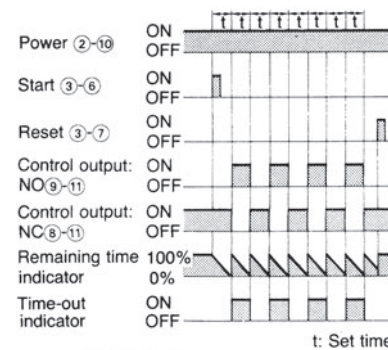 t t t t t t t t
Power ②-⑩ ON
OFF
Start ③-⑥ ON
OFF
Reset ③-⑦ ON
OFF
Control output: ON
NO⑨-⑪ OFF
Control output: ON
NC⑧-⑪ OFF
Remaining time 100%
indicator 0%
Time-out ON
indicator OFF
t: Set time